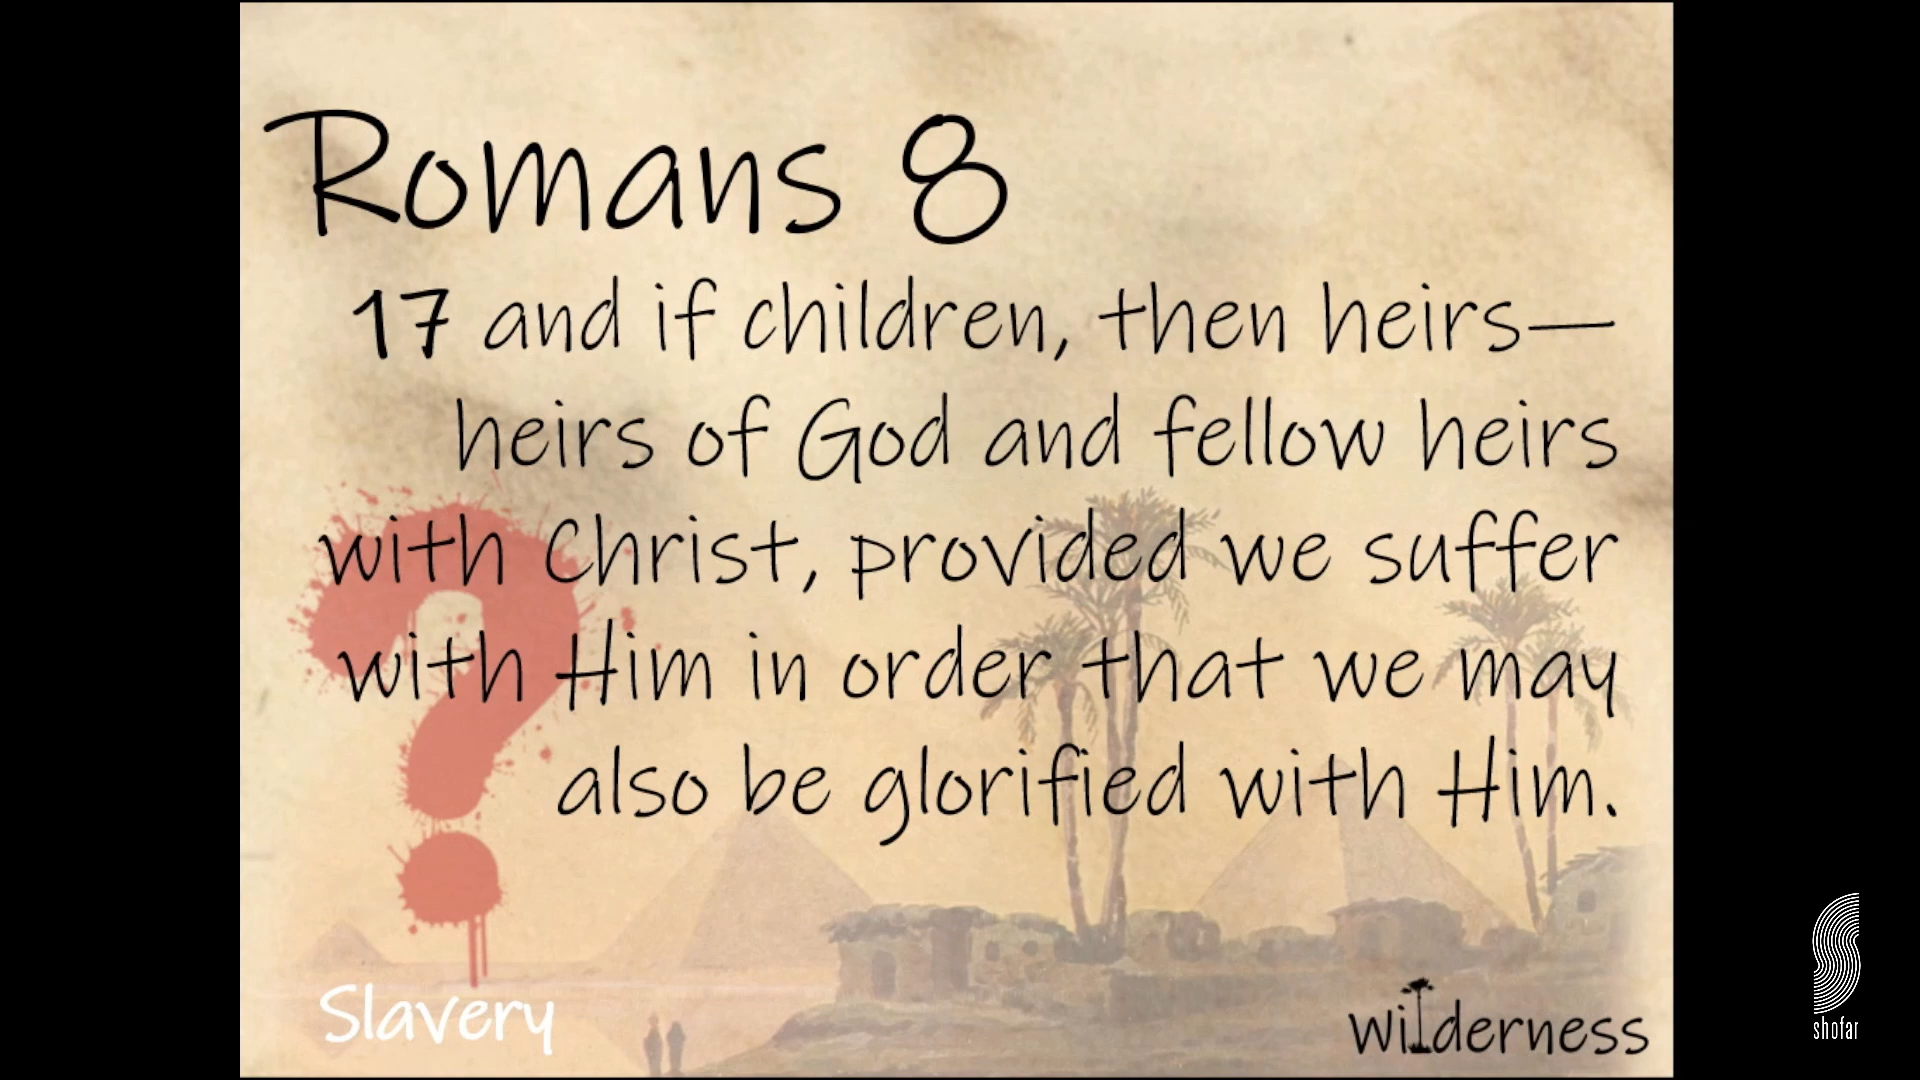 Romans 8
17 and if children, then heirs—
heirs of God and fellow heirs
with Christ, provided we suffer
with Him in order that we may
also be glorified with Him.
Slavery
wilderness
shofar